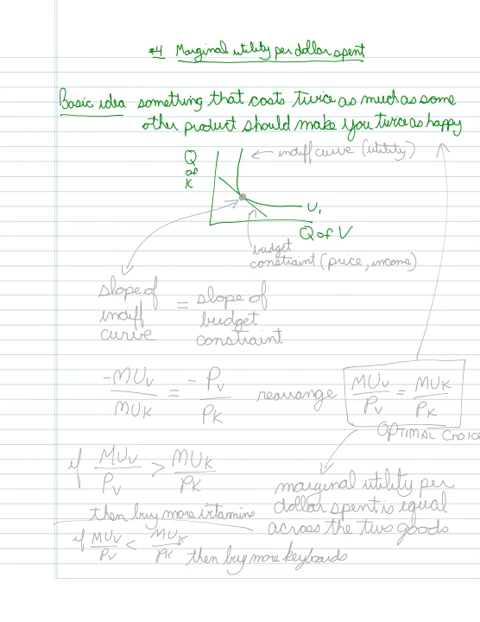 #4 Marginal utility per dollar spent
Basic idea something that costs twice as much as some
other product should make you twice as happy
Q of K
indiff curve (utility)
U₁
Q of V
budget
constraint (price, income)
slope of indiff curve = slope of budget constraint
-MUv / MUK = -Pv / PK rearrange MUv / Pv = MUK / PK
OPTIMAL CHOICE
if MUv / Pv > MUK / PK
then buy more vitamins
marginal utility per
dollar spent is equal
across the two goods
if MUv / Pv < MUK / PK then buy more keyboards